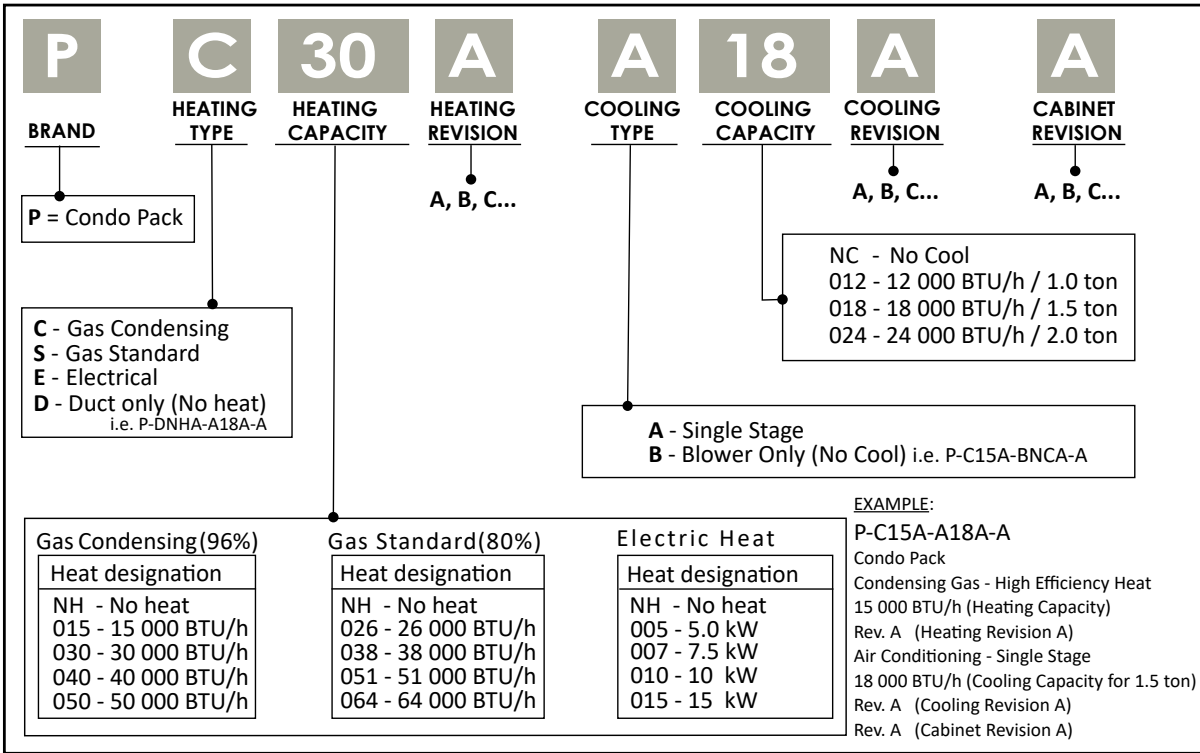 P C 30 A A 18 A A
BRAND
HEATING
TYPE
HEATING
CAPACITY
HEATING
REVISION
COOLING
TYPE
COOLING
CAPACITY
COOLING
REVISION
CABINET
REVISION
P = Condo Pack
A, B, C...
A, B, C...
A, B, C...
NC - No Cool
012 - 12 000 BTU/h / 1.0 ton
018 - 18 000 BTU/h / 1.5 ton
024 - 24 000 BTU/h / 2.0 ton
C - Gas Condensing
S - Gas Standard
E - Electrical
D - Duct only (No heat)
i.e. P-DNHA-A18A-A
A - Single Stage
B - Blower Only (No Cool) i.e. P-C15A-BNCA-A
Gas Condensing(96%)
Heat designation
NH - No heat
015 - 15 000 BTU/h
030 - 30 000 BTU/h
040 - 40 000 BTU/h
050 - 50 000 BTU/h
Gas Standard(80%)
Heat designation
NH - No heat
026 - 26 000 BTU/h
038 - 38 000 BTU/h
051 - 51 000 BTU/h
064 - 64 000 BTU/h
Electric Heat
Heat designation
NH - No heat
005 - 5.0 kW
007 - 7.5 kW
010 - 10 kW
015 - 15 kW
EXAMPLE:
P-C15A-A18A-A
Condo Pack
Condensing Gas - High Efficiency Heat
15 000 BTU/h (Heating Capacity)
Rev. A (Heating Revision A)
Air Conditioning - Single Stage
18 000 BTU/h (Cooling Capacity for 1.5 ton)
Rev. A (Cooling Revision A)
Rev. A (Cabinet Revision A)